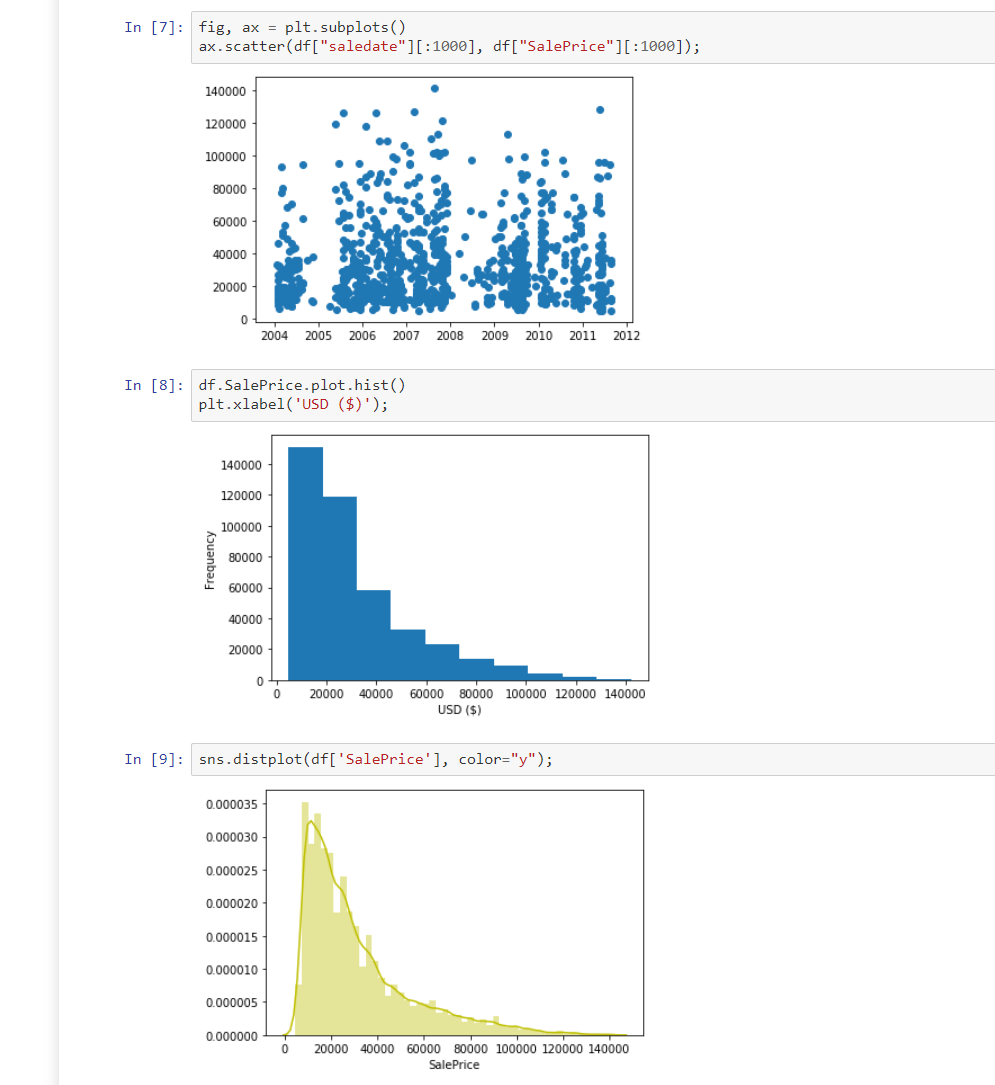 In [7]: fig, ax = plt.subplots()
ax.scatter(df["saledate"][:1000], df["SalePrice"][:1000]);
140000
120000
100000
80000
60000
40000
20000
0
2004 2005 2006 2007 2008 2009 2010 2011 2012
In [8]: df.SalePrice.plot.hist()
plt.xlabel('USD ($)');
140000
120000
100000
80000
60000
40000
20000
0
Frequency
0 20000 40000 60000 80000 100000 120000 140000
USD ($)
In [9]: sns.distplot(df['SalePrice'], color="y");
0.000035
0.000030
0.000025
0.000020
0.000015
0.000010
0.000005
0.000000
0 20000 40000 60000 80000 100000 120000 140000
SalePrice